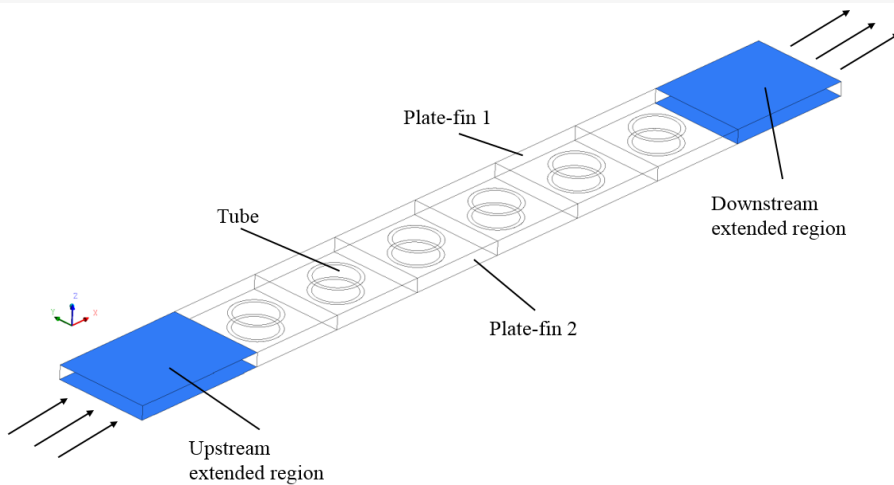 Plate-fin 1
Tube
Downstream
extended region
Plate-fin 2
Z
Y
X
Upstream
extended region